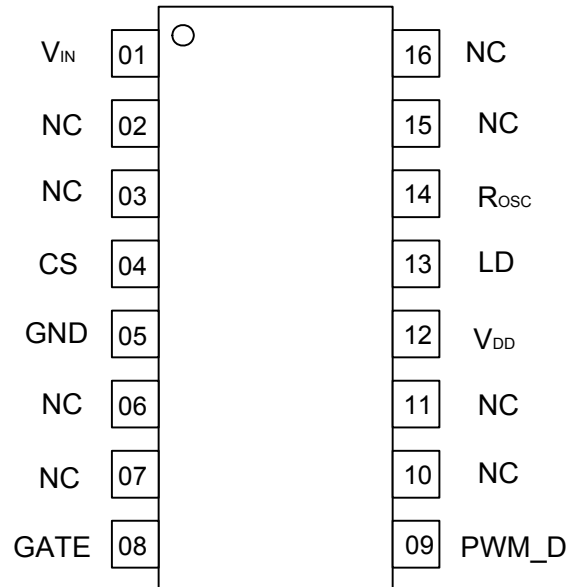 VIN 01 16 NC
NC 02 15 NC
NC 03 14 ROSC
CS 04 13 LD
GND 05 12 VDD
NC 06 11 NC
NC 07 10 NC
GATE 08 09 PWM_D